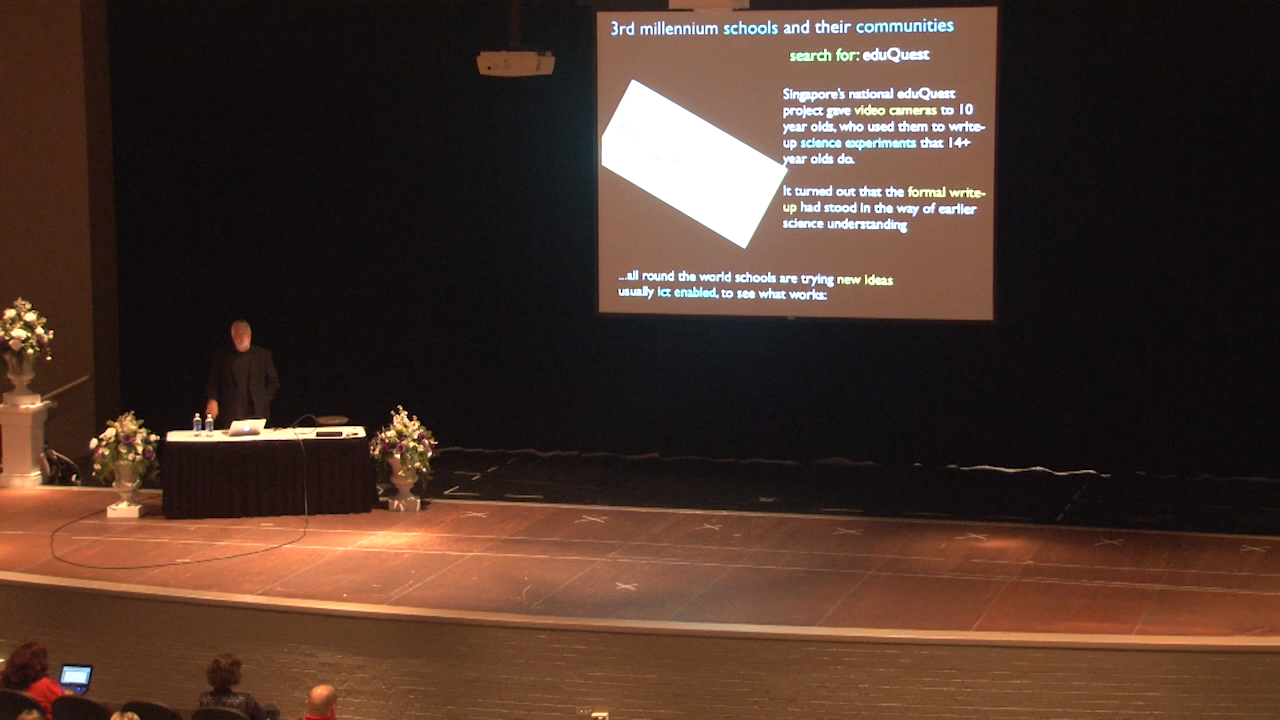 3rd millennium schools and their communities
search for: eduQuest
Singapore's national eduQuest
project gave video cameras to 10
year olds, who used them to write-
up science experiments that 14+
year olds do.
It turned out that the formal write-
up had stood in the way of earlier
science understanding
...all round the world schools are trying new ideas
usually ict enabled, to see what works: